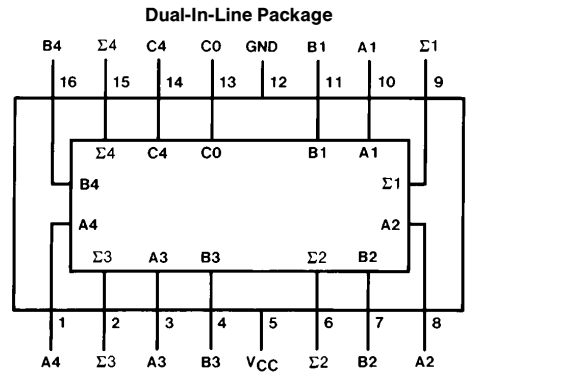 Dual-In-Line Package
B4 Σ4 C4 C0 GND B1 A1 Σ1
16 15 14 13 12 11 10 9
Σ4 C4 C0 B1 A1
B4 Σ1
A4 A2
Σ3 A3 B3 Σ2 B2
1 2 3 4 5 6 7 8
A4 Σ3 A3 B3 VCC Σ2 B2 A2